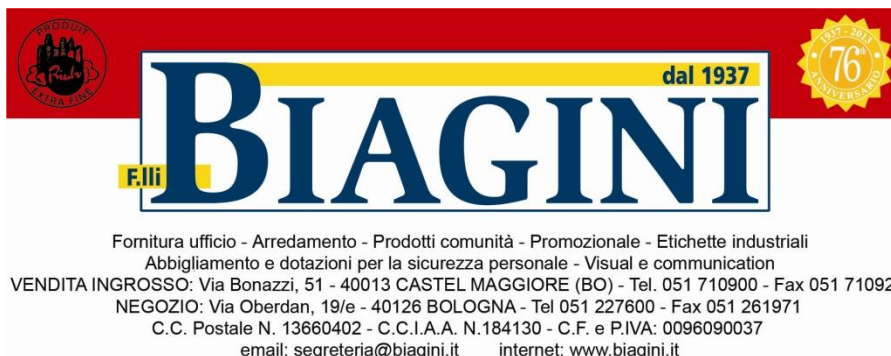 PRODUIT
Riubr
EXTRA FINE
1937 - 2013
76th
ANNIVERSARIO
dal 1937
F.lli BIAGINI
Fornitura ufficio - Arredamento - Prodotti comunità - Promozionale - Etichette industriali
Abbigliamento e dotazioni per la sicurezza personale - Visual e communication
VENDITA INGROSSO: Via Bonazzi, 51 - 40013 CASTEL MAGGIORE (BO) - Tel. 051 710900 - Fax 051 71092
NEGOZIO: Via Oberdan, 19/e - 40126 BOLOGNA - Tel 051 227600 - Fax 051 261971
C.C. Postale N. 13660402 - C.C.I.A.A. N.184130 - C.F. e P.IVA: 0096090037
email: segreteria@biagini.it internet: www.biagini.it